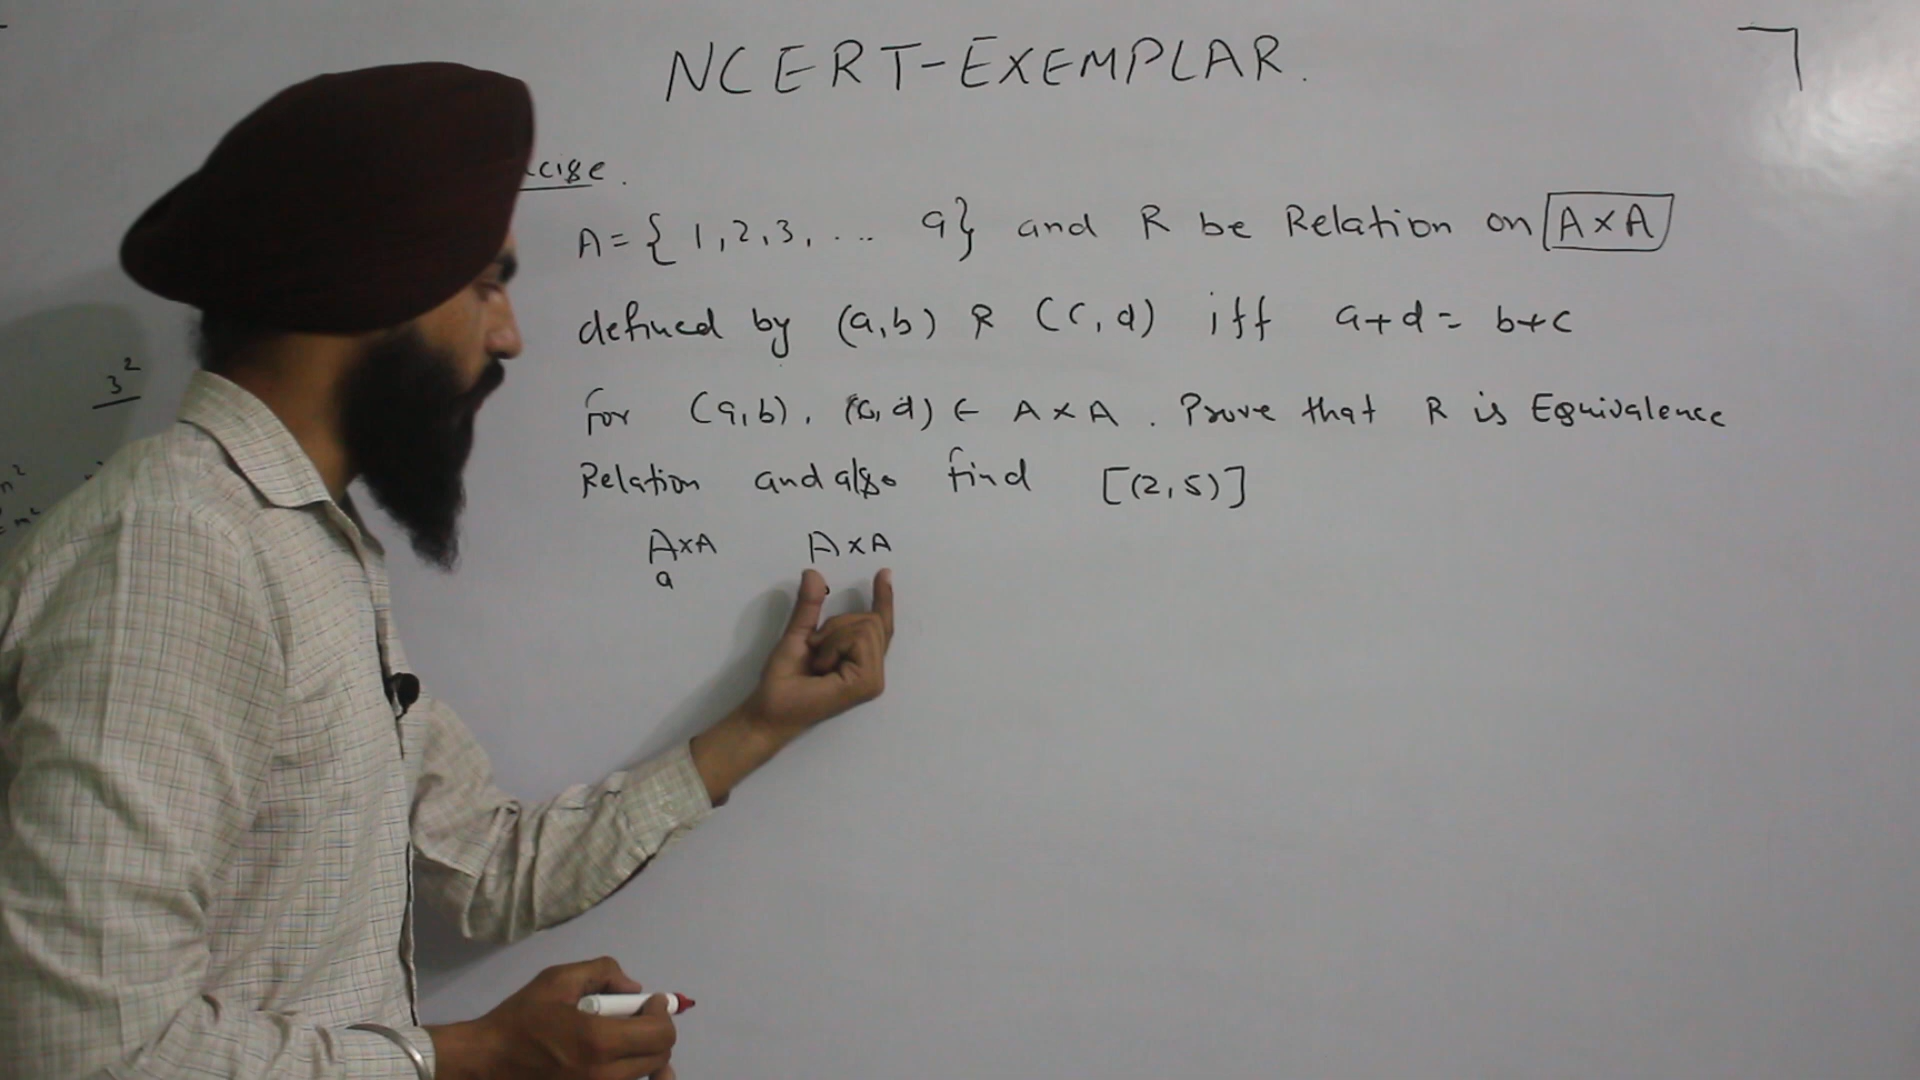 NCERT-EXEMPLAR.
cise.
A = { 1, 2, 3, ... 9} and R be Relation on A×A
defined by (a,b) R (c,d) iff a+d = b+c
for (a,b), (c,d) ∈ A×A. Prove that R is Equivalence
Relation and also find [(2,5)]
A×A A×A
a
3²